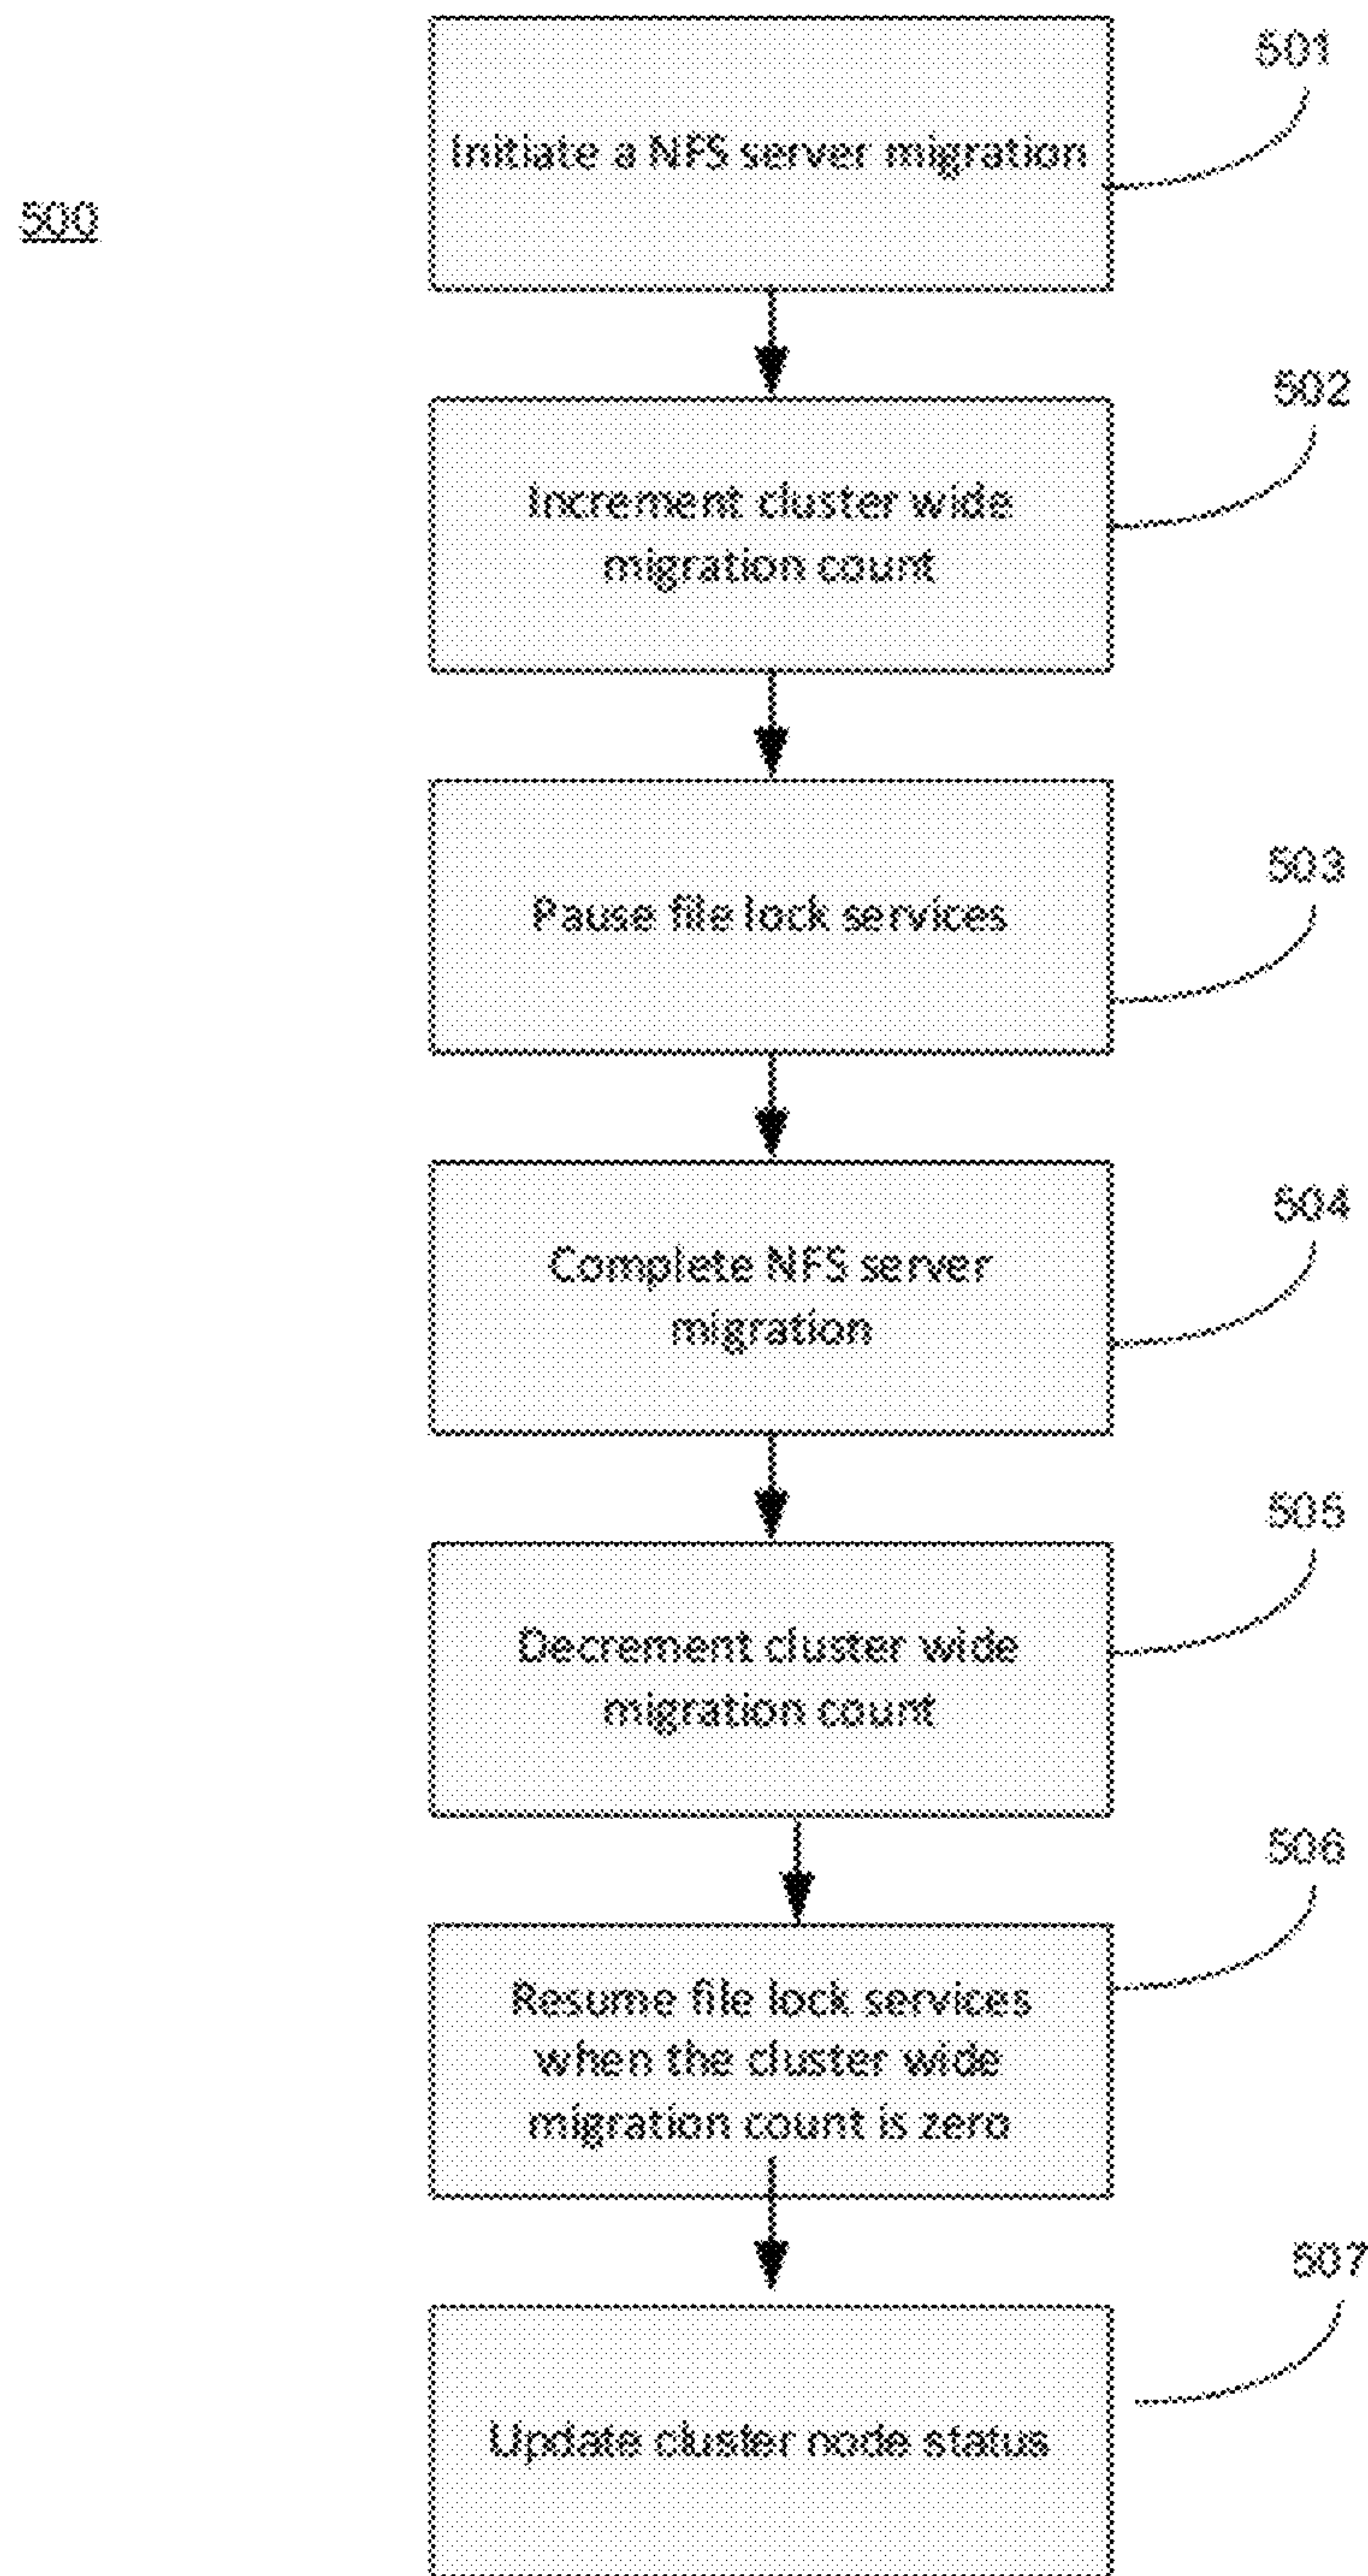 501
Initiate a NFS server migration
500
502
Increment cluster wide
migration count
503
Pause file lock services
504
Complete NFS server
migration
505
Decrement cluster wide
migration count
506
Resume file lock services
when the cluster wide
migration count is zero
507
Update cluster node status